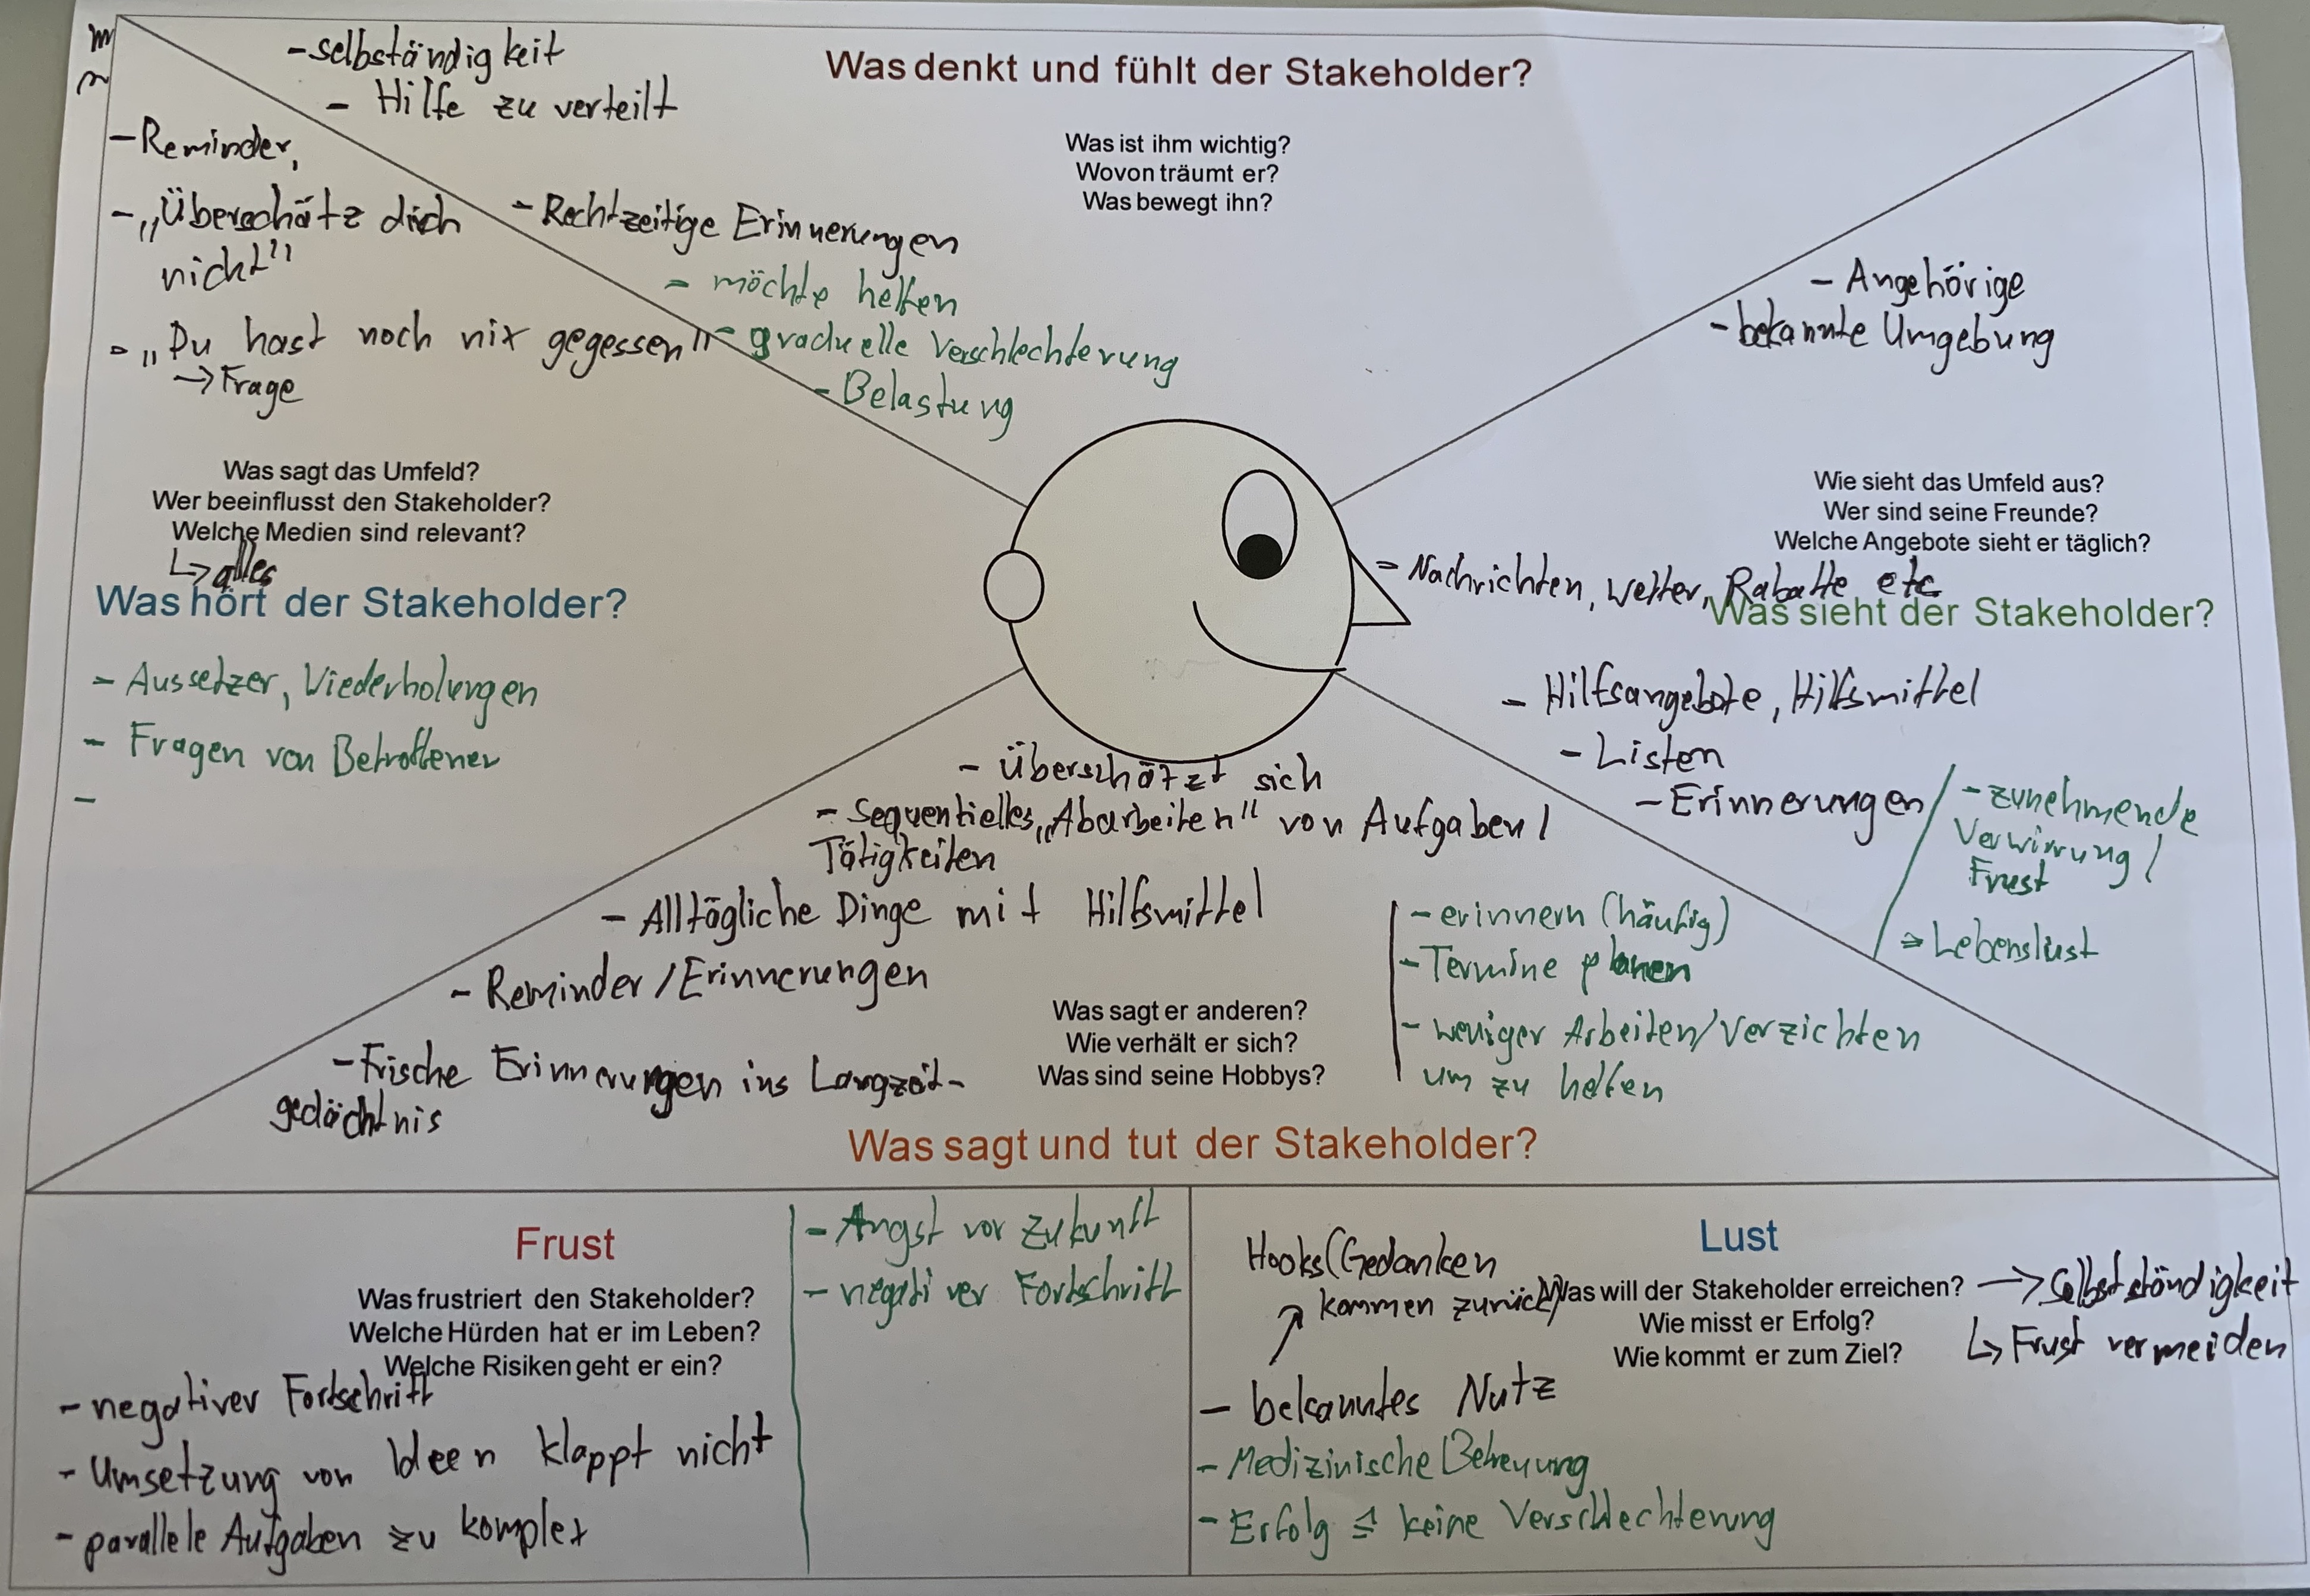 - selbständigkeit
- Hilfe zu verteilt
Was denkt und fühlt der Stakeholder?
Was ist ihm wichtig?
Wovon träumt er?
Was bewegt ihn?
- Rechtzeitige Erinnerungen
- möchte helfen
- graduelle Verschlechterung
- Belastung
- Reminder,
- „Überschätz dich
nicht"
- „Du hast noch nix gegessen"
→ Frage
Was sagt das Umfeld?
Wer beeinflusst den Stakeholder?
Welche Medien sind relevant?
↳ alles
Was hört der Stakeholder?
- Aussetzer, Wiederholungen
- Fragen von Betroffener
-
- Angehörige
- bekannte Umgebung
Wie sieht das Umfeld aus?
Wer sind seine Freunde?
Welche Angebote sieht er täglich?
- Nachrichten, Wetter, Rabatte etc
Was sieht der Stakeholder?
- Hilfsangebote, Hilfsmittel
- Listen
- Erinnerungen
- zunehmende
Verwirrung /
Frust
- Lebenslust
- Überschätzt sich
- Sequentielles „Abarbeiten" von Aufgaben /
Tätigkeiten
- Alltägliche Dinge mit Hilfsmittel
- Reminder / Erinnerungen
- Frische Erinnerungen ins Langzeit-
gedächtnis
Was sagt er anderen?
Wie verhält er sich?
Was sind seine Hobbys?
- erinnern (häufig)
- Termine planen
- weniger Arbeiten / verzichten
um zu helfen
Was sagt und tut der Stakeholder?
Frust
Was frustriert den Stakeholder?
Welche Hürden hat er im Leben?
Welche Risiken geht er ein?
- negativer Fortschritt
- Umsetzung von Ideen klappt nicht
- parallele Aufgaben zu komplex
- Angst vor Zukunft
- negativer Fortschritt
Lust
Hooks (Gedanken
kommen zurück)
Was will der Stakeholder erreichen?
Wie misst er Erfolg?
Wie kommt er zum Ziel?
→ Selbstständigkeit
↳ Frust vermeiden
- bekanntes Nutz
- Medizinische Betreuung
- Erfolg ≙ keine Verschlechterung